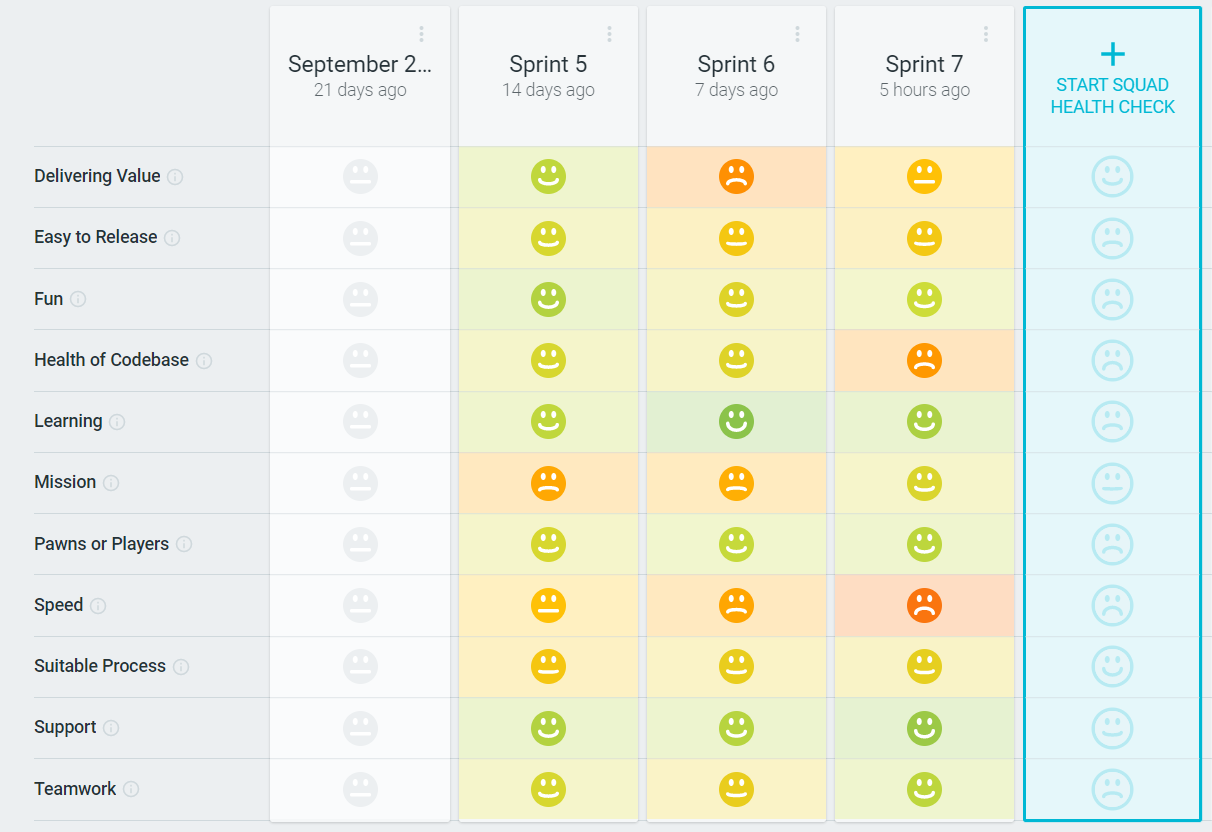 September 2...
21 days ago
Sprint 5
14 days ago
Sprint 6
7 days ago
Sprint 7
5 hours ago
START SQUAD
HEALTH CHECK
Delivering Value
Easy to Release
Fun
Health of Codebase
Learning
Mission
Pawns or Players
Speed
Suitable Process
Support
Teamwork